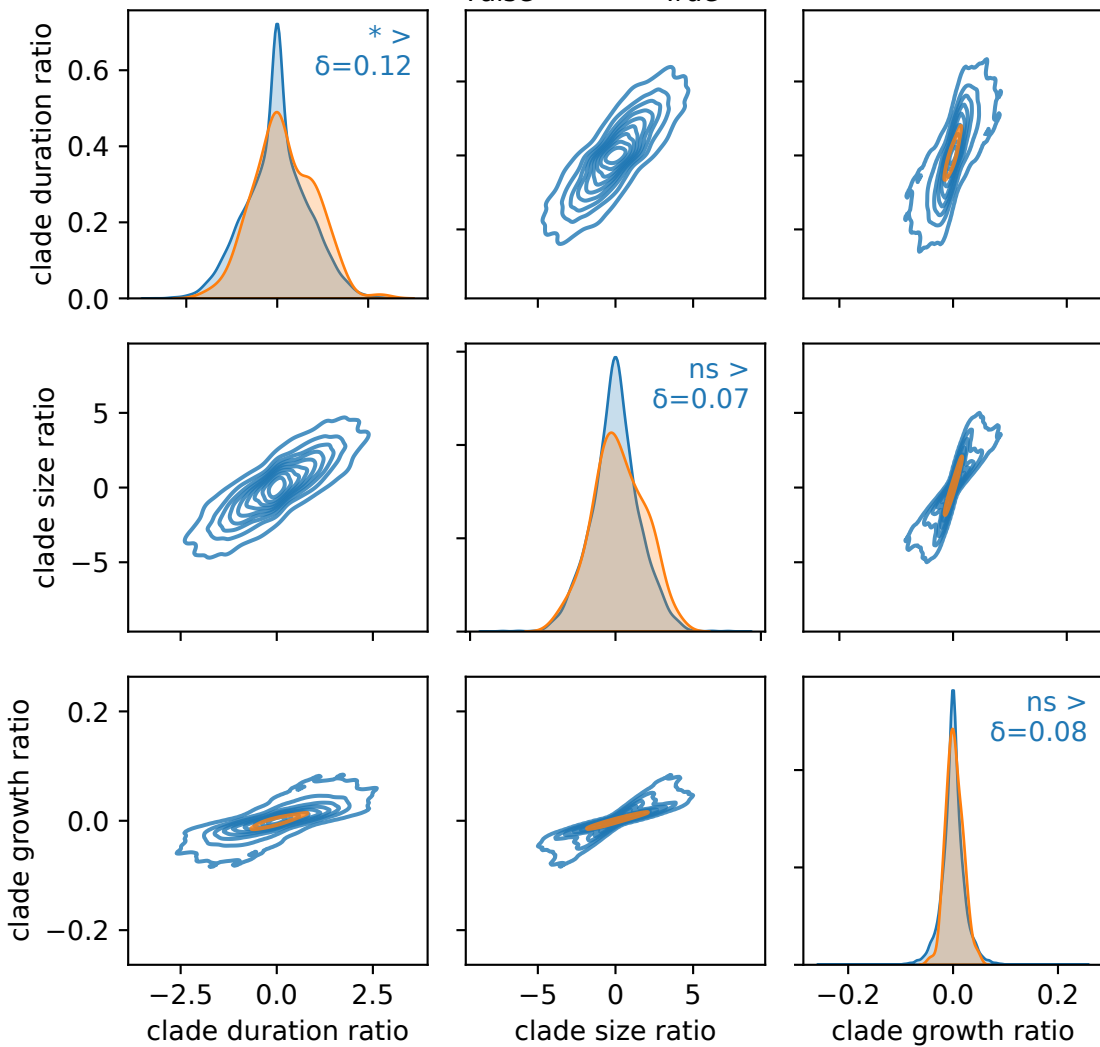 clade duration ratio
0.6
0.4
0.2
0.0
* >
δ=0.12
clade size ratio
5
0
−5
ns >
δ=0.07
clade growth ratio
0.2
0.0
−0.2
ns >
δ=0.08
−2.5 0.0 2.5
−5 0 5
−0.2 0.0 0.2
clade duration ratio
clade size ratio
clade growth ratio